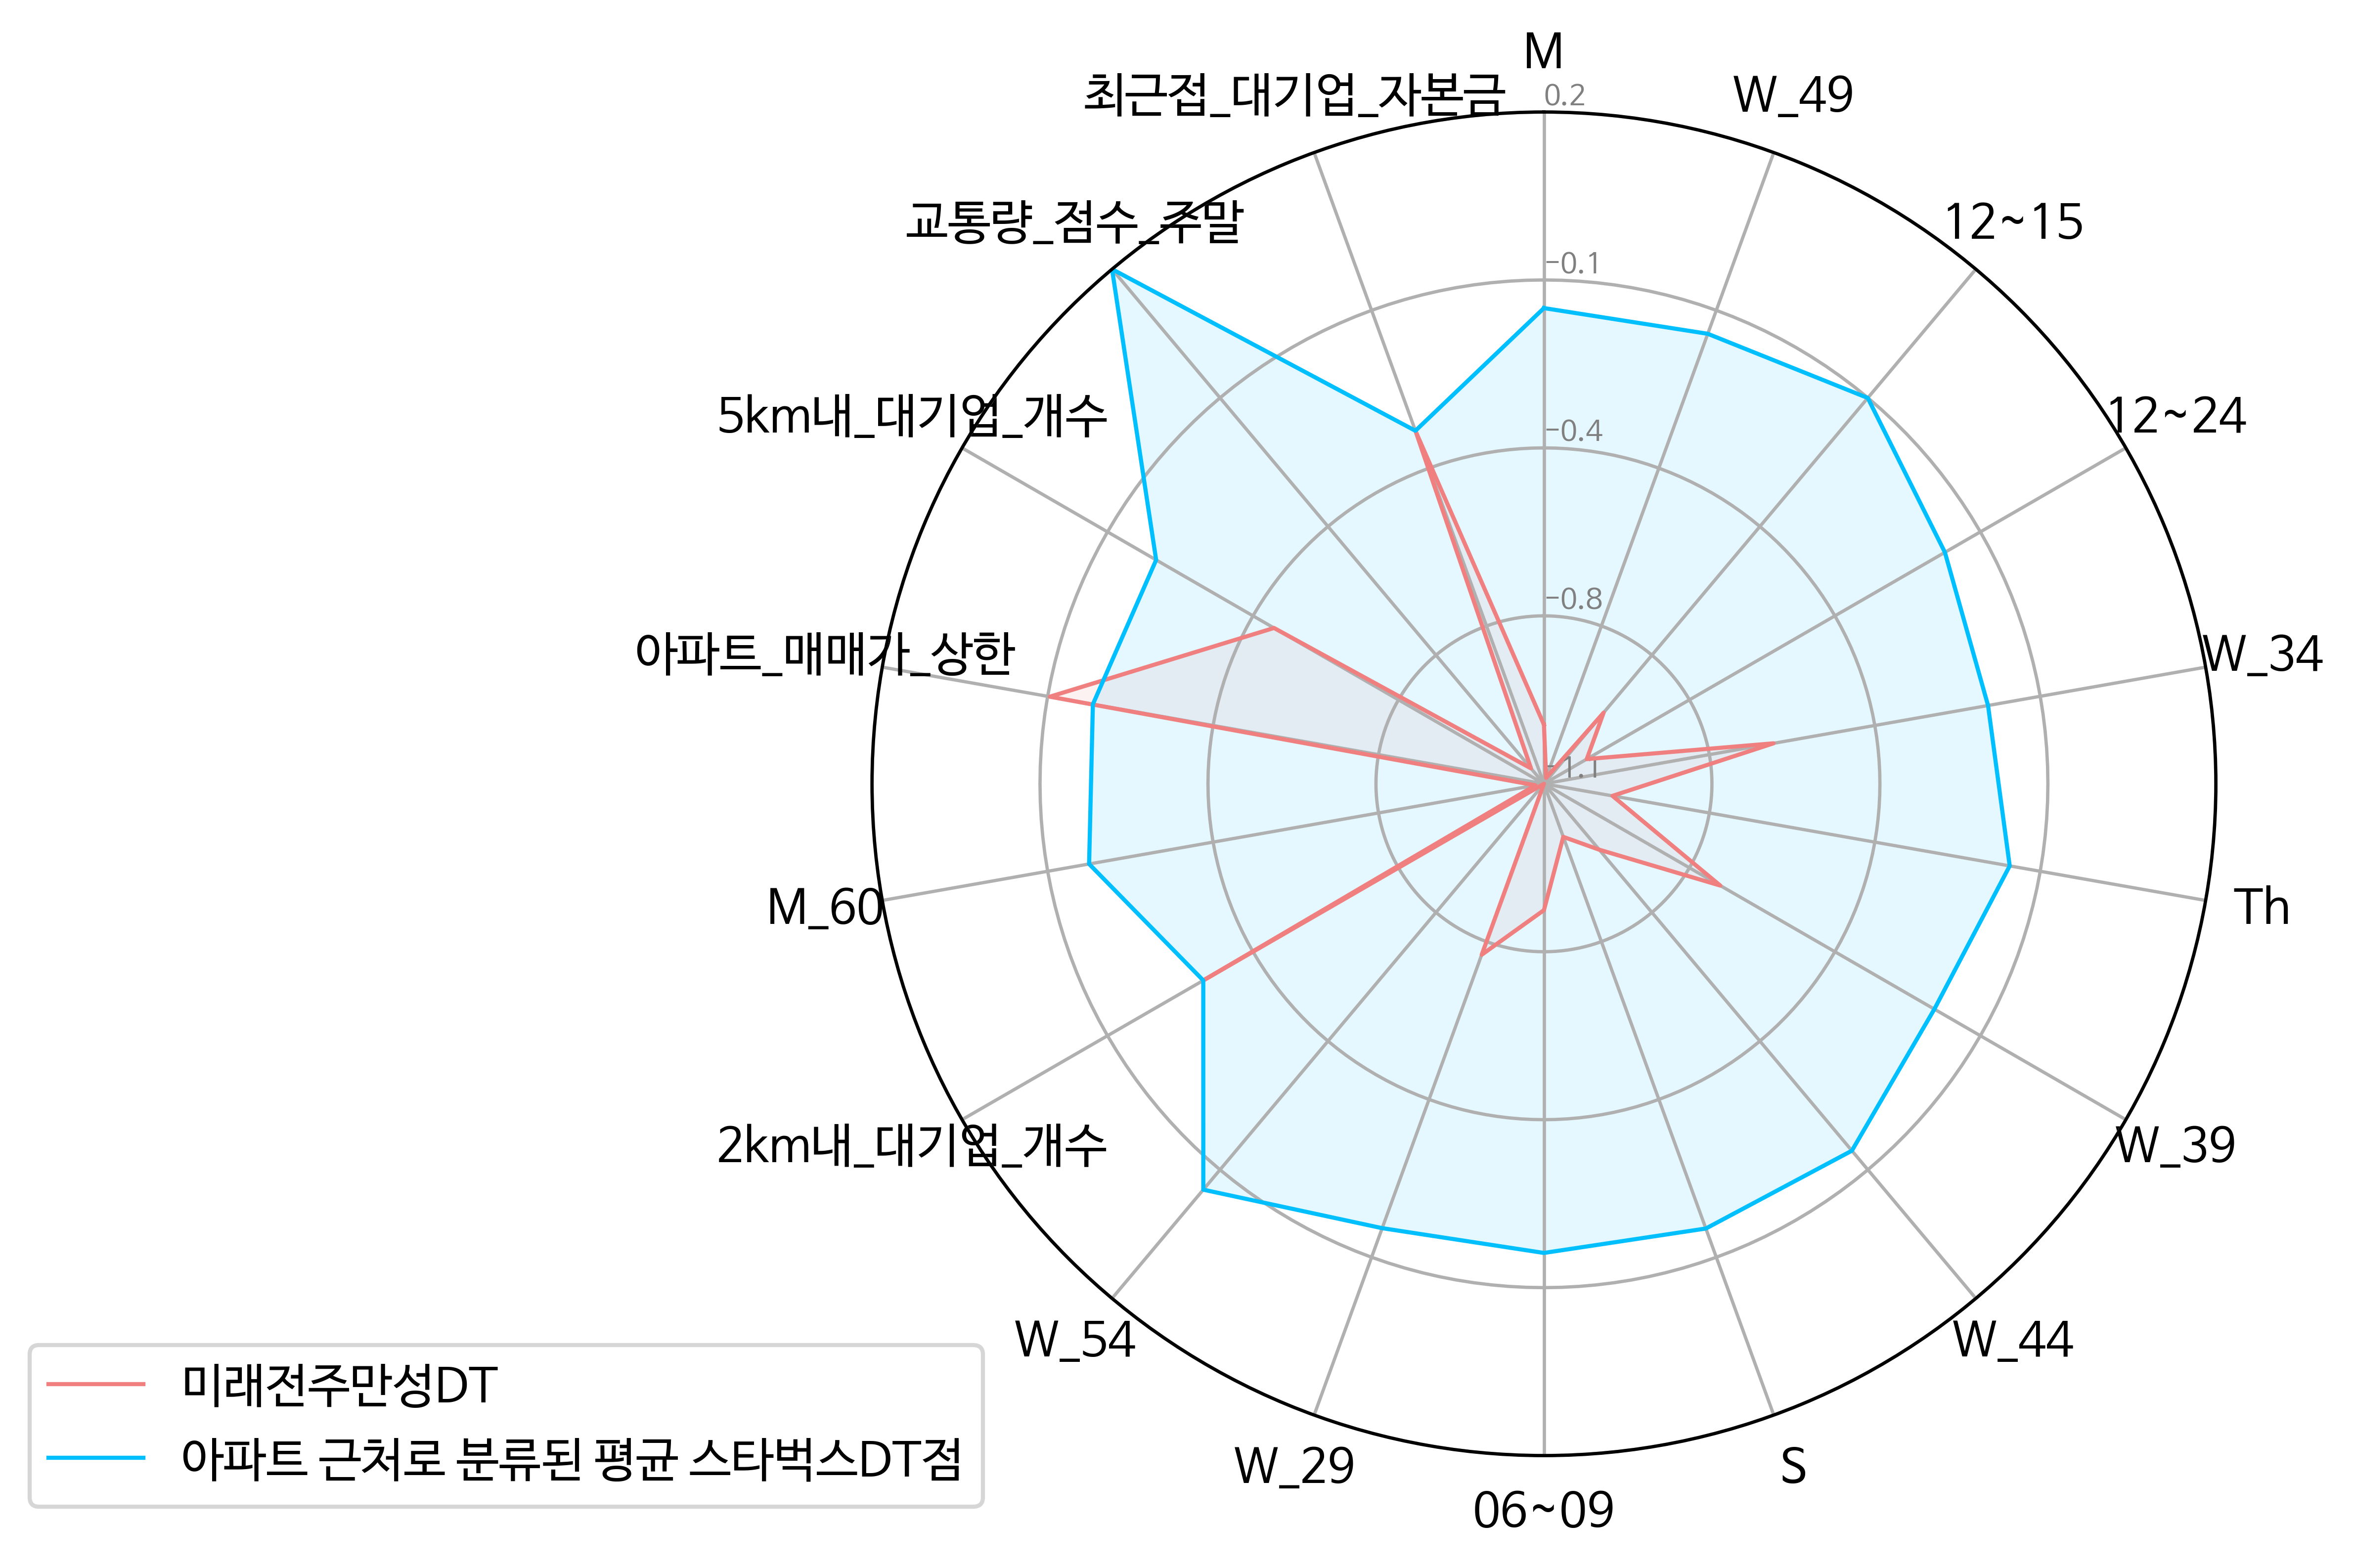 M
최근접_대기업_자본금
0.2
W_49
교통량_점수_주말
12~15
−0.1
5km내_대기업_개수
12~24
−0.4
−0.8
아파트_매매가_상한
W_34
−1.1
M_60
Th
2km내_대기업_개수
W_39
W_54
W_44
미래전주만성DT
아파트 근처로 분류된 평균 스타벅스DT점
W_29
S
06~09